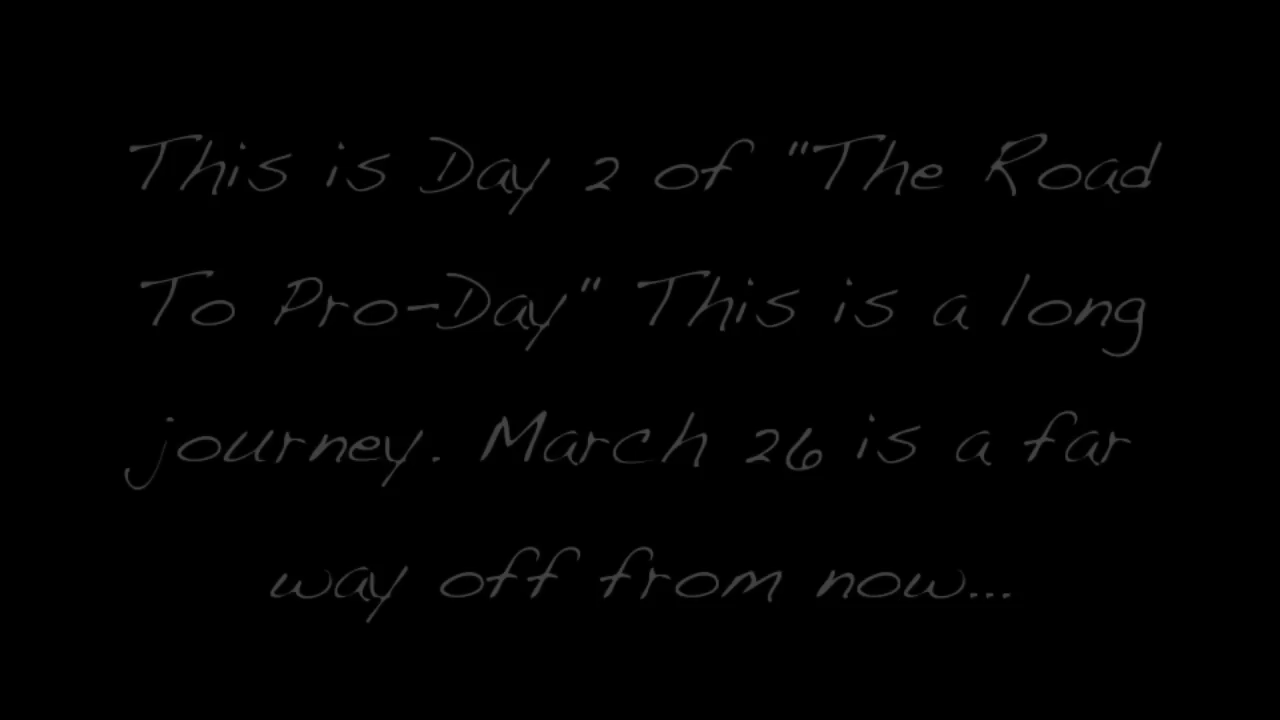 This is Day 2 of "The Road
To Pro-Day" This is a long
journey. March 26 is a far
way off from now...